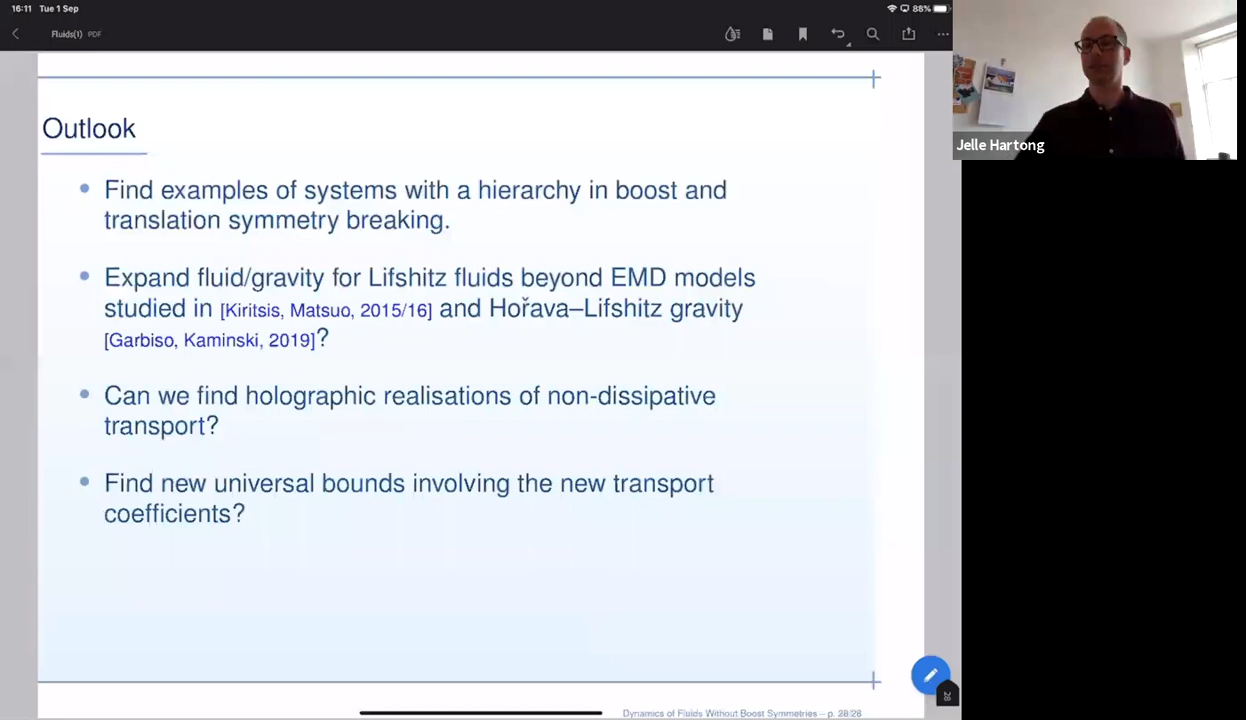 16:11 Tue 1 Sep
88%
Fluids(1) PDF
Jelle Hartong
Outlook
Find examples of systems with a hierarchy in boost and
translation symmetry breaking.
Expand fluid/gravity for Lifshitz fluids beyond EMD models
studied in [Kiritsis, Matsuo, 2015/16] and Hořava–Lifshitz gravity
[Garbiso, Kaminski, 2019]?
Can we find holographic realisations of non-dissipative
transport?
Find new universal bounds involving the new transport
coefficients?
28
Dynamics of Fluids Without Boost Symmetries – p. 28:28